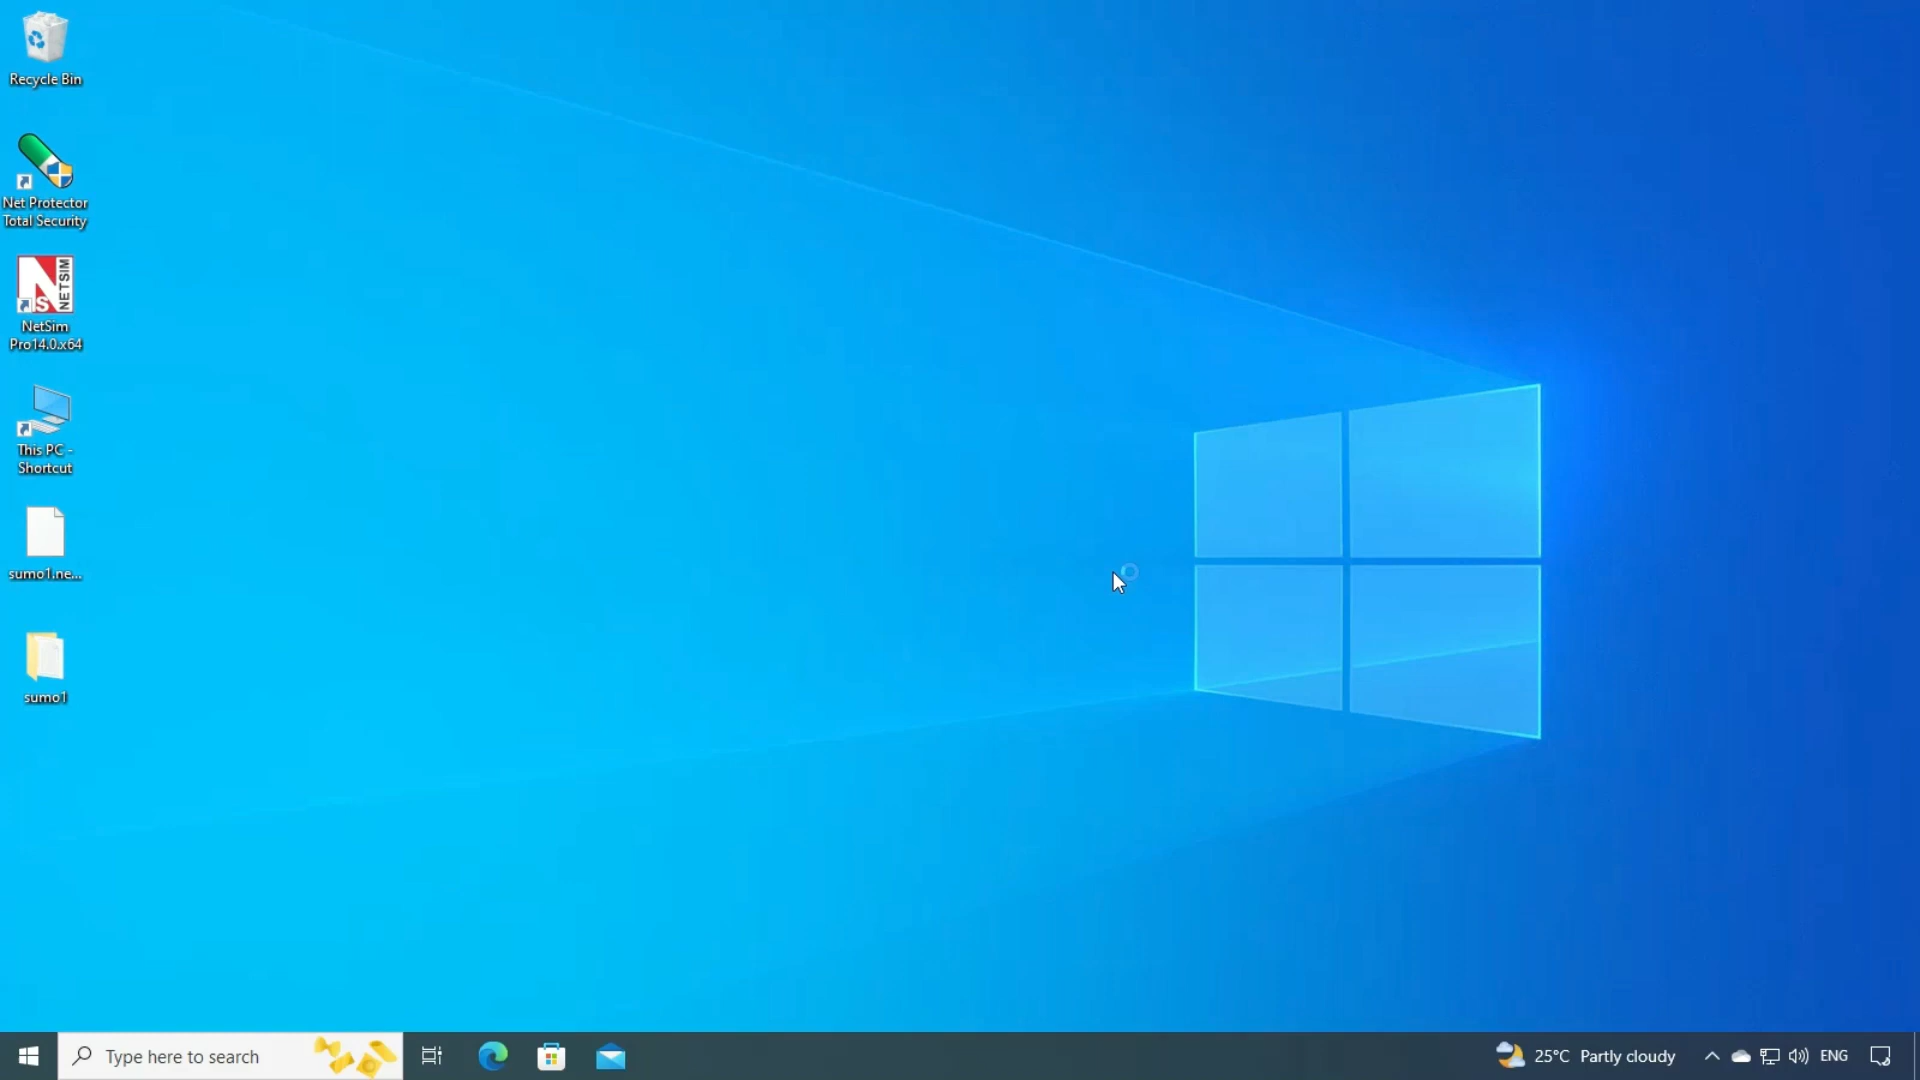 Recycle Bin
Net Protector
Total Security
NETSIM
NS
NetSim
Pro14.0.x64
This PC -
Shortcut
sumo1.ne...
sumo1
Type here to search
25°C Partly cloudy
ENG